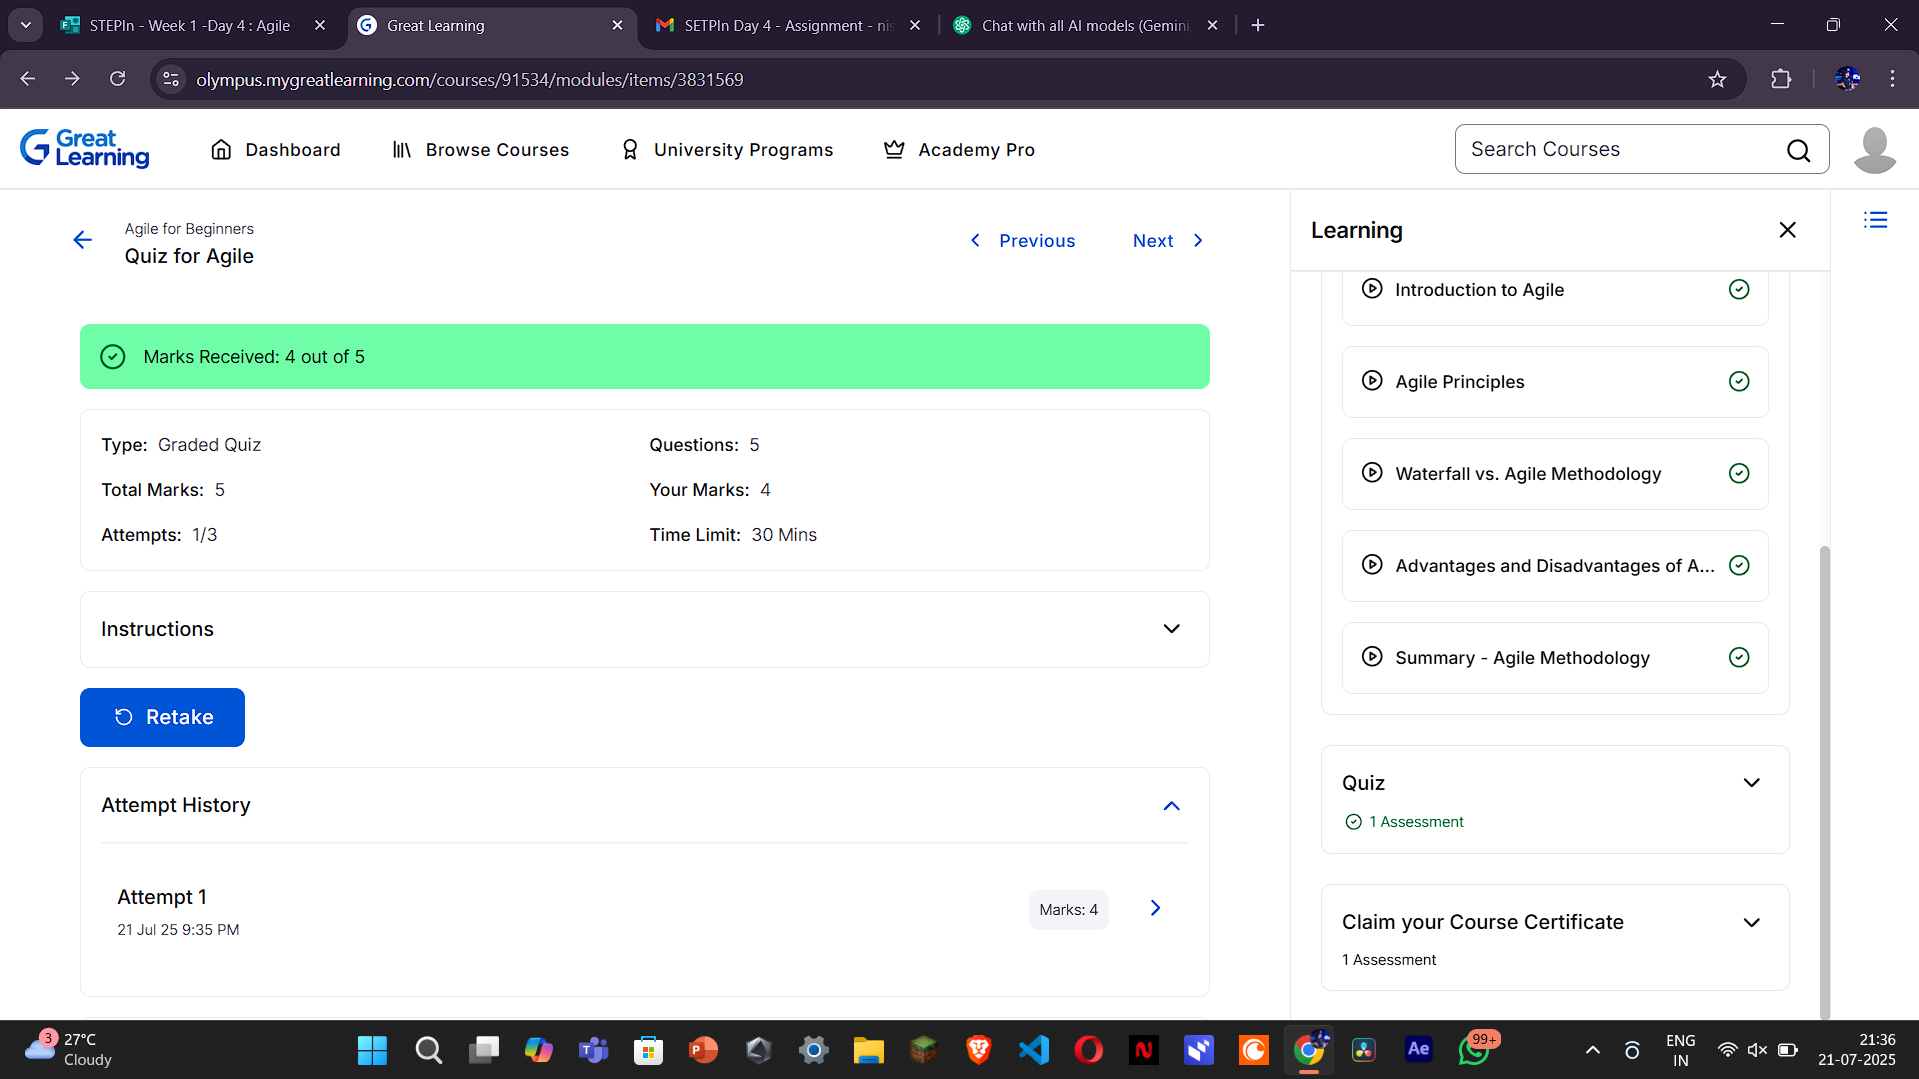 STEPIn - Week 1 -Day 4 : Agile
Great Learning
SETPIn Day 4 - Assignment - nis
Chat with all AI models (Gemini,
olympus.mygreatlearning.com/courses/91534/modules/items/3831569
Great
Learning
Dashboard
Browse Courses
University Programs
Academy Pro
Search Courses
Agile for Beginners
Quiz for Agile
Previous
Next
Marks Received: 4 out of 5
Type: Graded Quiz
Questions: 5
Total Marks: 5
Your Marks: 4
Attempts: 1/3
Time Limit: 30 Mins
Instructions
Retake
Attempt History
Attempt 1
21 Jul 25 9:35 PM
Marks: 4
Learning
Introduction to Agile
Agile Principles
Waterfall vs. Agile Methodology
Advantages and Disadvantages of A...
Summary - Agile Methodology
Quiz
1 Assessment
Claim your Course Certificate
1 Assessment
3
27°C
Cloudy
Ae
99+
ENG
IN
21:36
21-07-2025